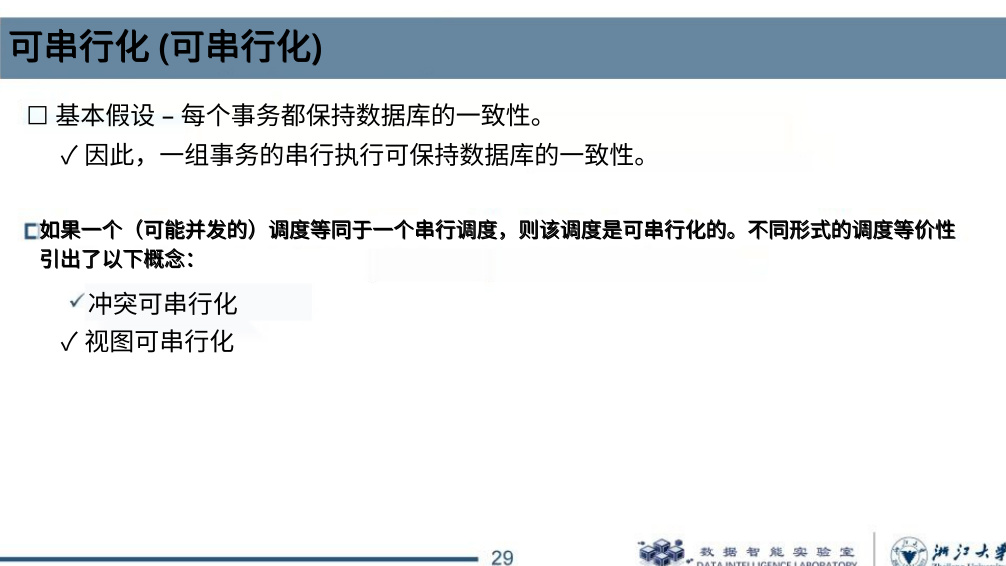 可串行化 (可串行化)
□ 基本假设 – 每个事务都保持数据库的一致性。
✓ 因此，一组事务的串行执行可保持数据库的一致性。
如果一个（可能并发的）调度等同于一个串行调度，则该调度是可串行化的。不同形式的调度等价性
引出了以下概念：
✓冲突可串行化
✓ 视图可串行化
29
数据智能实验室
DATA INTELLIGENCE LABORATORY
浙江大学